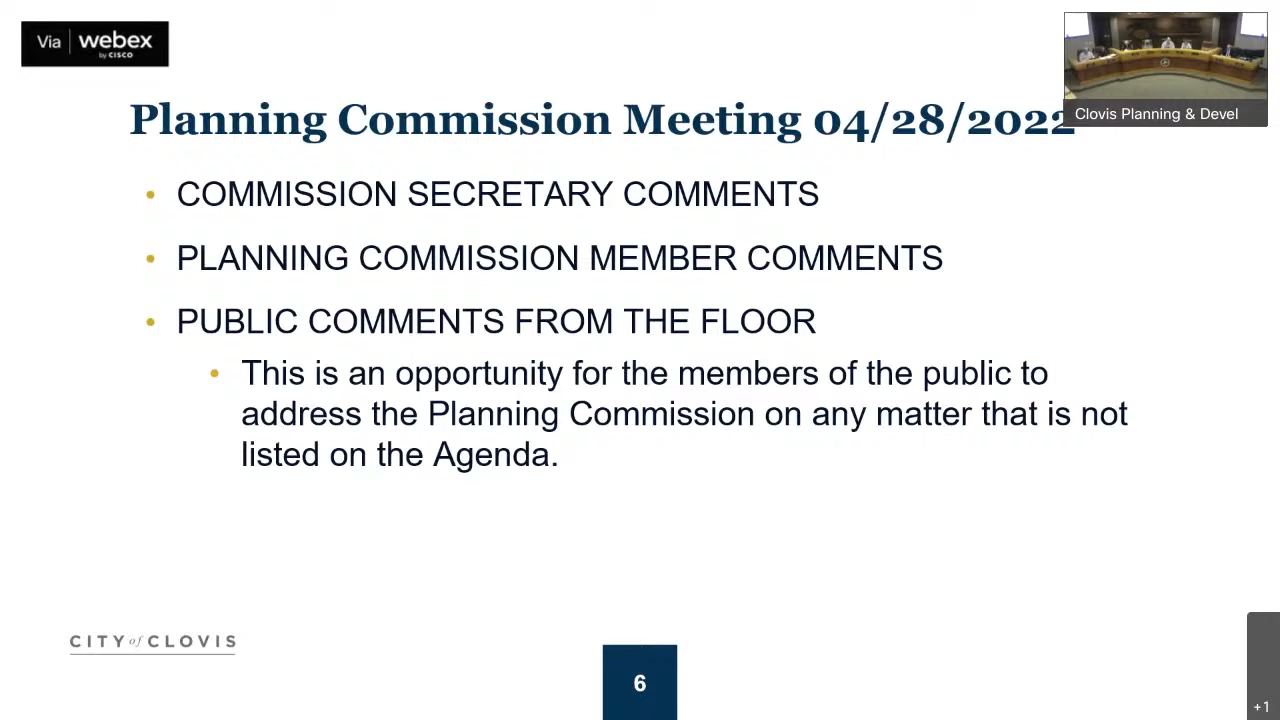 Via webex
by CISCO
Planning Commission Meeting 04/28/2022
Clovis Planning & Devel
• COMMISSION SECRETARY COMMENTS
• PLANNING COMMISSION MEMBER COMMENTS
• PUBLIC COMMENTS FROM THE FLOOR
• This is an opportunity for the members of the public to
address the Planning Commission on any matter that is not
listed on the Agenda.
CITY of CLOVIS
6
+1